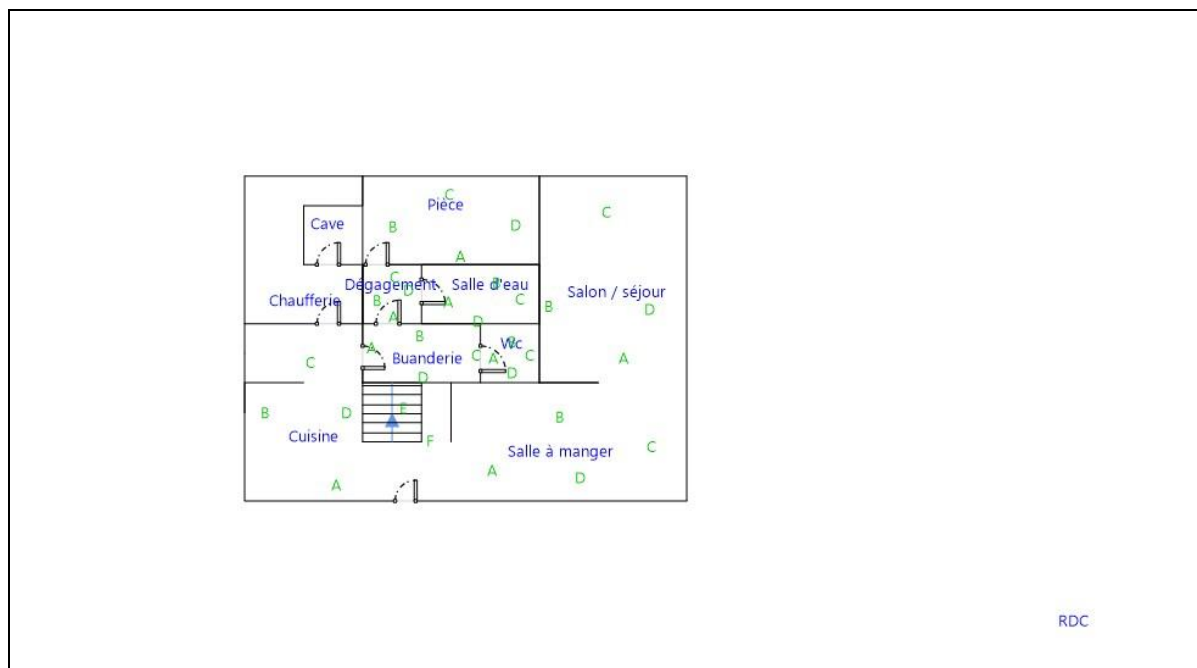 C
Pièce
C
Cave
B
D
A
C
Dégagement
Salle d'eau
B
D
Salon / séjour
Chaufferie
B
A
C
B
D
A
D
B
Wc
B
A
Buanderie
C
A
C
A
C
D
D
B
D
E
B
F
C
Cuisine
Salle à manger
A
D
A
RDC